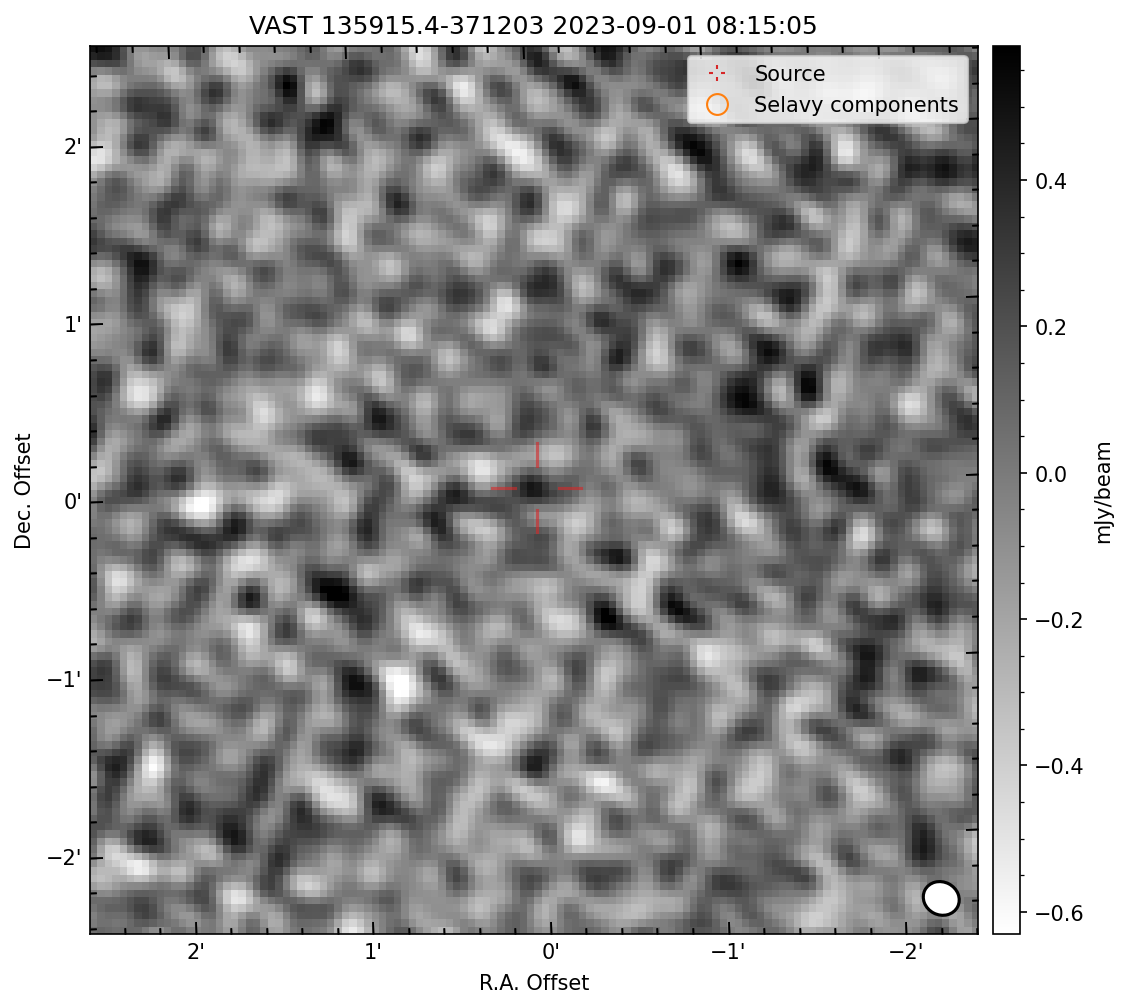 VAST 135915.4-371203 2023-09-01 08:15:05
Source
Selavy components
2'
1'
0'
−1'
−2'
Dec. Offset
2'
1'
0'
−1'
−2'
R.A. Offset
0.4
0.2
0.0
−0.2
−0.4
−0.6
mJy/beam